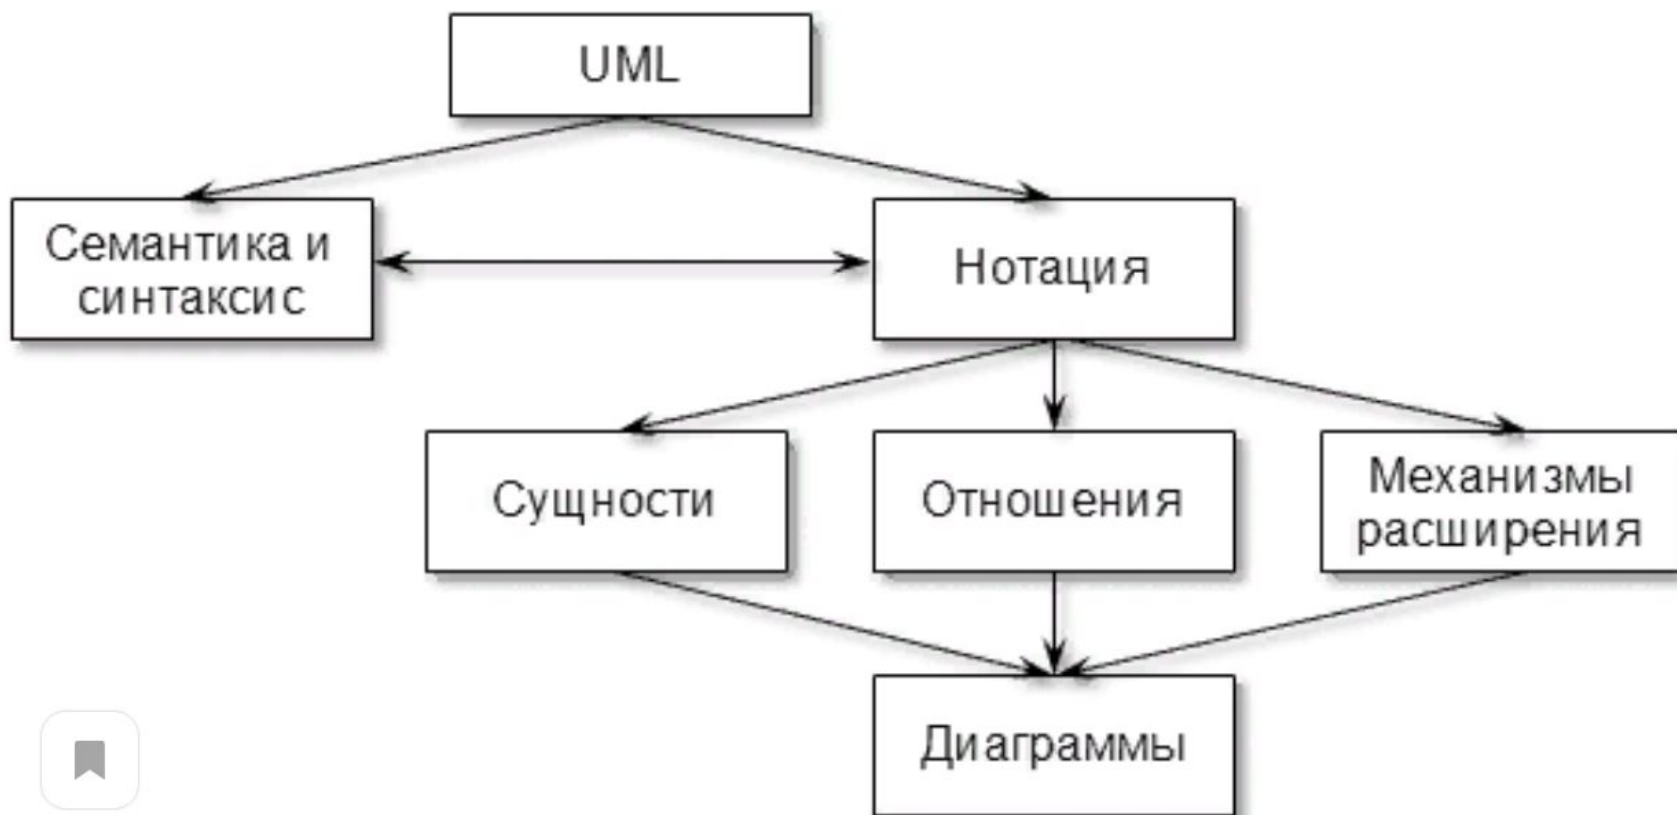 UML
Семантика и
синтаксис
Нотация
Сущности
Отношения
Механизмы
расширения
Диаграммы